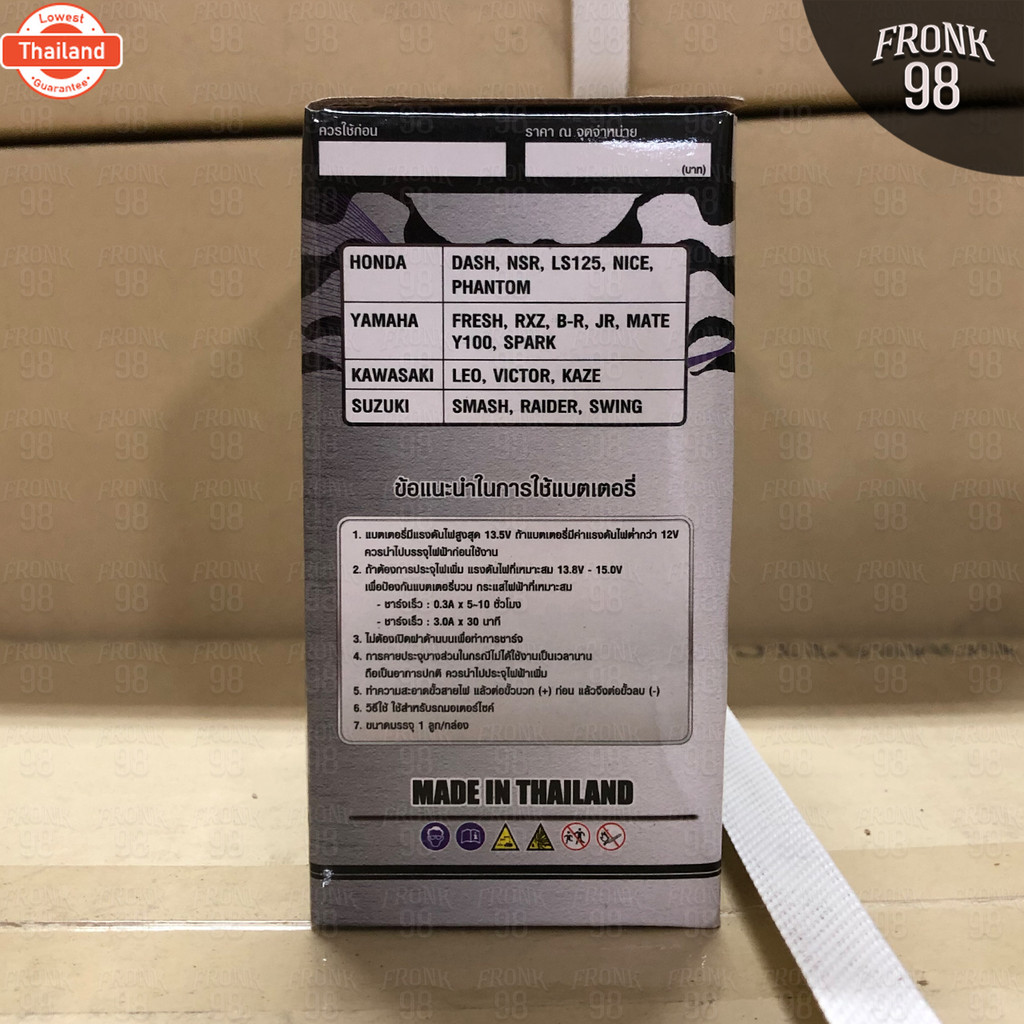 Lowest
Thailand
Guarantee
FRONK
98
ควรใช้ก่อน
ราคา ณ จุดจำหน่าย
(บาท)
HONDA DASH, NSR, LS125, NICE,
PHANTOM
YAMAHA FRESH, RXZ, B-R, JR, MATE
Y100, SPARK
KAWASAKI LEO, VICTOR, KAZE
SUZUKI SMASH, RAIDER, SWING
ข้อแนะนำในการใช้แบตเตอรี่
1. แบตเตอรี่มีแรงดันไฟสูงสุด 13.5V ถ้าแบตเตอรี่มีค่าแรงดันไฟต่ำกว่า 12V
ควรนำไปบรรจุไฟฟ้าก่อนใช้งาน
2. ถ้าต้องการประจุไฟเพิ่ม แรงดันไฟที่เหมาะสม 13.8V - 15.0V
เพื่อป้องกันแบตเตอรี่บวม กระแสไฟฟ้าที่เหมาะสม
- ชาร์จเร็ว : 0.3A x 5-10 ชั่วโมง
- ชาร์จเร็ว : 3.0A x 30 นาที
3. ไม่ต้องเปิดฝาด้านบนเพื่อทำการชาร์จ
4. การคายประจุบางส่วนในกรณีไม่ได้ใช้งานเป็นเวลานาน
ถือเป็นอาการปกติ ควรนำไปประจุไฟฟ้าเพิ่ม
5. ทำความสะอาดขั้วสายไฟ แล้วต่อขั้วบวก (+) ก่อน แล้วจึงต่อขั้วลบ (-)
6. วิธีใช้ ใช้สำหรับรถมอเตอร์ไซค์
7. ขนาดบรรจุ 1 ลูก/กล่อง
MADE IN THAILAND